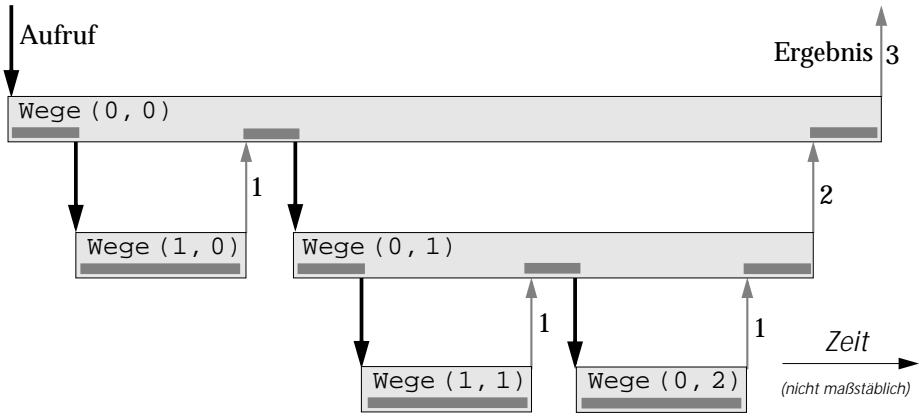 Aufruf
Ergebnis 3
Wege (0, 0)
1
2
Wege (1, 0)
Wege (0, 1)
1
1
Zeit
Wege (1, 1)
Wege (0, 2)
(nicht maßstäblich)